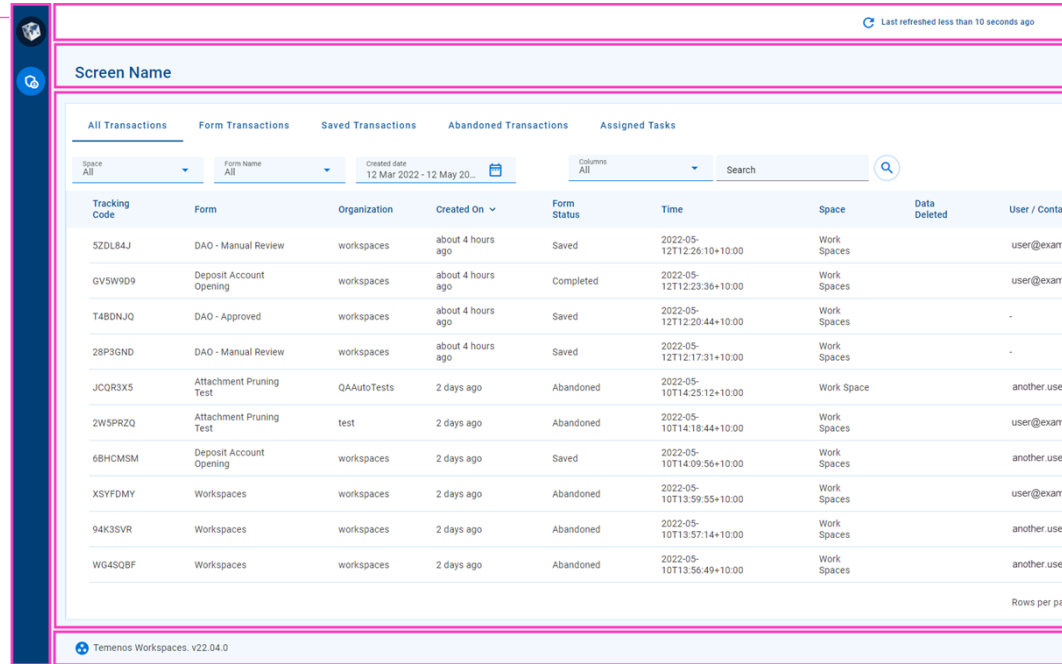 Last refreshed less than 10 seconds ago
Screen Name
All Transactions Form Transactions Saved Transactions Abandoned Transactions Assigned Tasks
Space Form Name Created date Columns
All All 12 Mar 2022 - 12 May 20... All Search
Tracking Form Data
Code Form Organization Created On Status Time Space Deleted User / Conta
5ZDL84J DAO - Manual Review workspaces about 4 hours ago Saved 2022-05-12T12:26:10+10:00 Work Spaces user@exam
GV5W9D9 Deposit Account Opening workspaces about 4 hours ago Completed 2022-05-12T12:23:36+10:00 Work Spaces user@exam
T4BDNJQ DAO - Approved workspaces about 4 hours ago Saved 2022-05-12T12:20:44+10:00 Work Spaces -
28P3GND DAO - Manual Review workspaces about 4 hours ago Saved 2022-05-12T12:17:31+10:00 Work Spaces -
JCQR3X5 Attachment Pruning Test QAAutoTests 2 days ago Abandoned 2022-05-10T14:25:12+10:00 Work Space another.use
2W5PRZQ Attachment Pruning Test test 2 days ago Abandoned 2022-05-10T14:18:44+10:00 Work Spaces user@exam
6BHCMSM Deposit Account Opening workspaces 2 days ago Saved 2022-05-10T14:09:56+10:00 Work Spaces another.use
XSYFDMY Workspaces workspaces 2 days ago Abandoned 2022-05-10T13:59:55+10:00 Work Spaces user@exam
94K3SVR Workspaces workspaces 2 days ago Abandoned 2022-05-10T13:57:14+10:00 Work Spaces another.use
WG4SQBF Workspaces workspaces 2 days ago Abandoned 2022-05-10T13:56:49+10:00 Work Spaces another.use
Rows per pa
Temenos Workspaces. v22.04.0